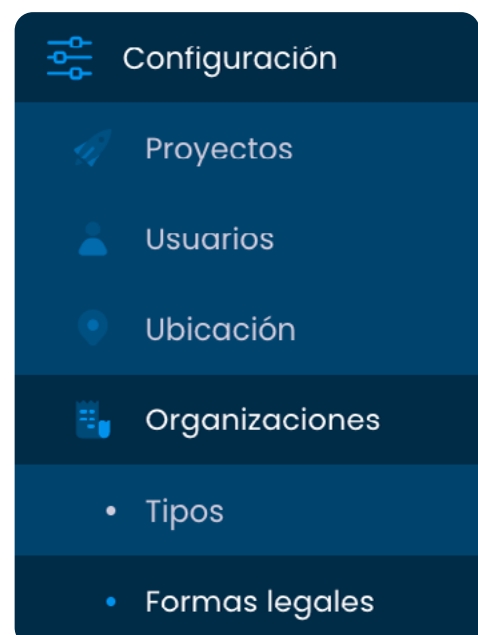 Configuración
Proyectos
Usuarios
Ubicación
Organizaciones
Tipos
Formas legales